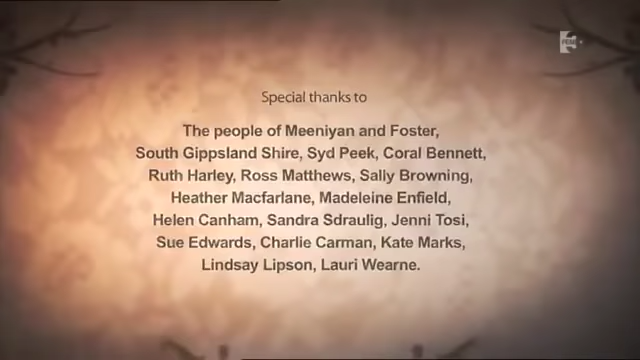 Special thanks to
The people of Meeniyan and Foster,
South Gippsland Shire, Syd Peek, Coral Bennett,
Ruth Harley, Ross Matthews, Sally Browning,
Heather Macfarlane, Madeleine Enfield,
Helen Canham, Sandra Sdraulig, Jenni Tosi,
Sue Edwards, Charlie Carman, Kate Marks,
Lindsay Lipson, Lauri Wearne.